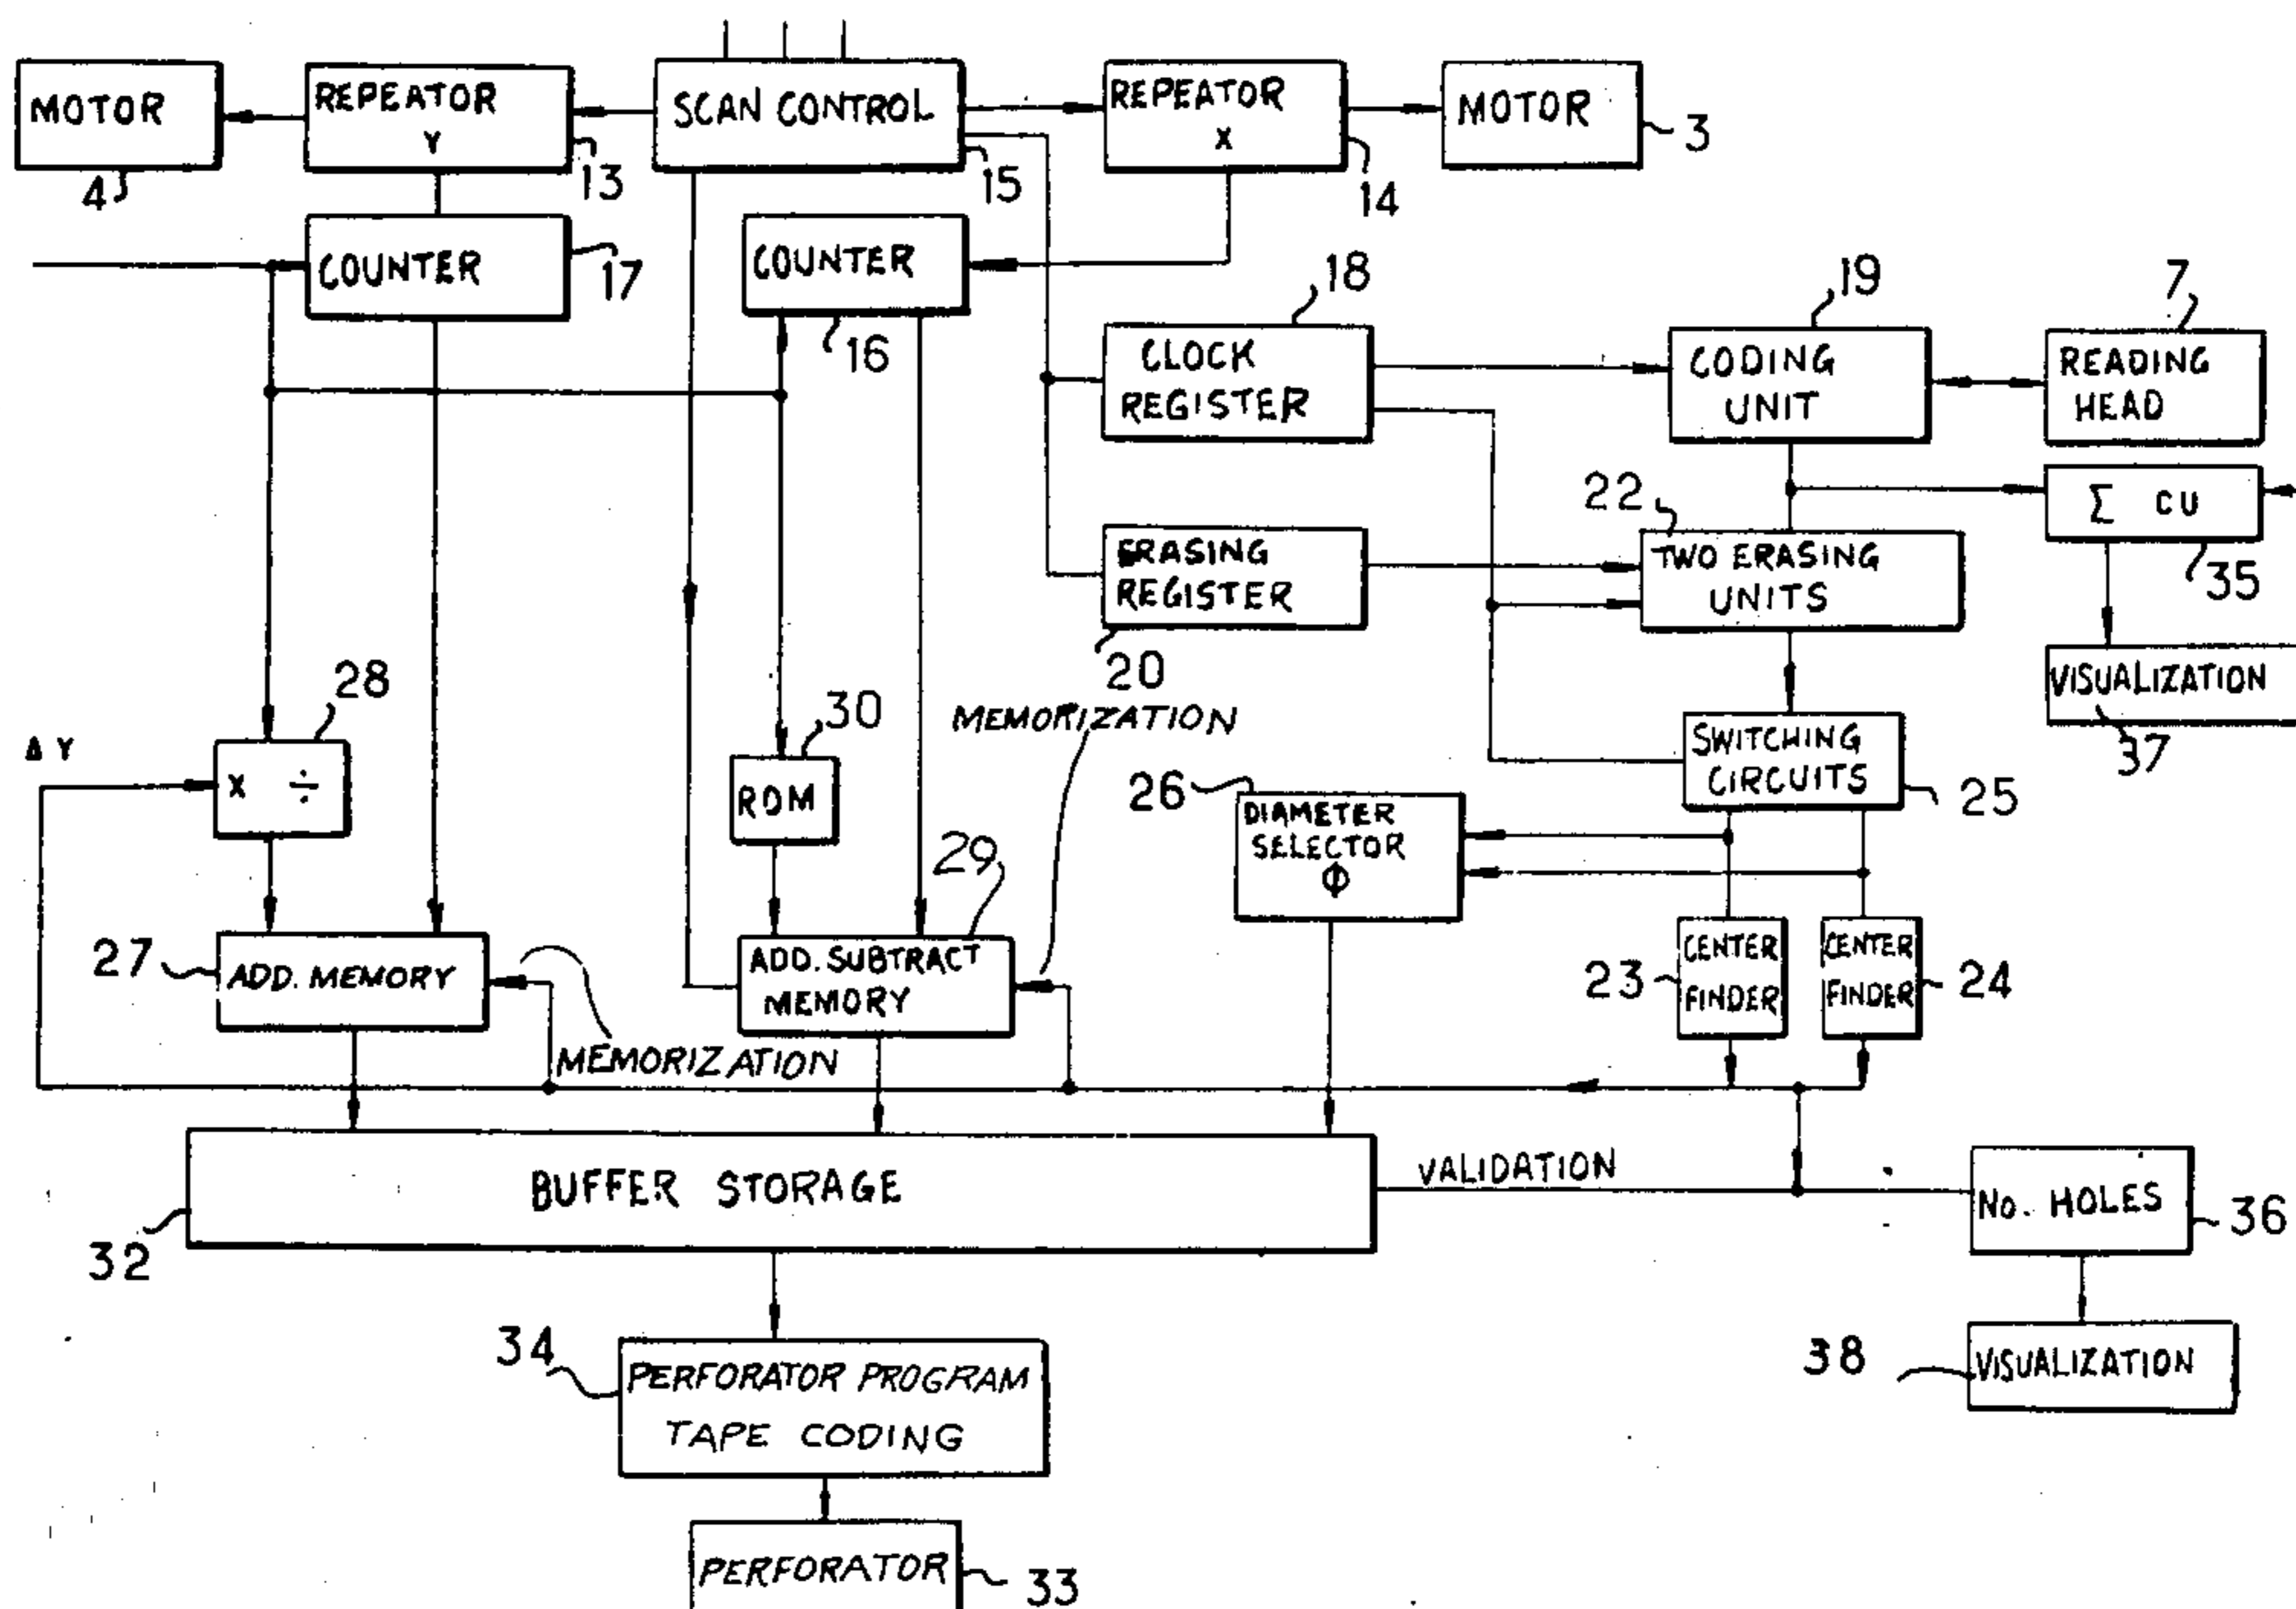 MOTOR
4
REPEATOR
Y
13
SCAN CONTROL
15
REPEATOR
X
14
MOTOR
3
COUNTER
17
COUNTER
16
18
CLOCK
REGISTER
19
CODING
UNIT
7
READING
HEAD
Σ CU
35
VISUALIZATION
37
ERASING
REGISTER
20
22
TWO ERASING
UNITS
SWITCHING
CIRCUITS
25
Δ Y
28
X ÷
30
ROM
MEMORIZATION
26
DIAMETER
SELECTOR
Φ
29
27
ADD. MEMORY
ADD. SUBTRACT
MEMORY
23
CENTER
FINDER
CENTER
FINDER
24
MEMORIZATION
BUFFER STORAGE
32
VALIDATION
No. HOLES
36
38
VISUALIZATION
34
PERFORATOR PROGRAM
TAPE CODING
PERFORATOR
33